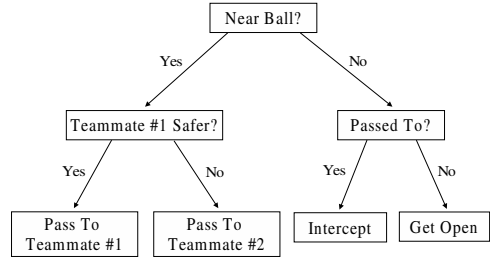 Near Ball?
Yes
No
Teammate #1 Safer?
Passed To?
Yes
No
Yes
No
Pass To
Teammate #1
Pass To
Teammate #2
Intercept
Get Open